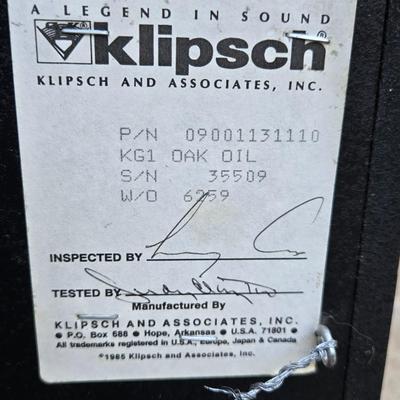 A LEGEND IN SOUND
klipsch®
KLIPSCH AND ASSOCIATES, INC.
P/N 09001131110
KG1 OAK OIL
S/N 35509
W/O 6259
INSPECTED BY
TESTED BY
Manufactured By
KLIPSCH AND ASSOCIATES, INC.
• P.O. Box 688 • Hope, Arkansas • U.S.A. 71801 •
All trademarks registered in U.S.A., Europe, Japan & Canada
©1985 Klipsch and Associates, Inc.